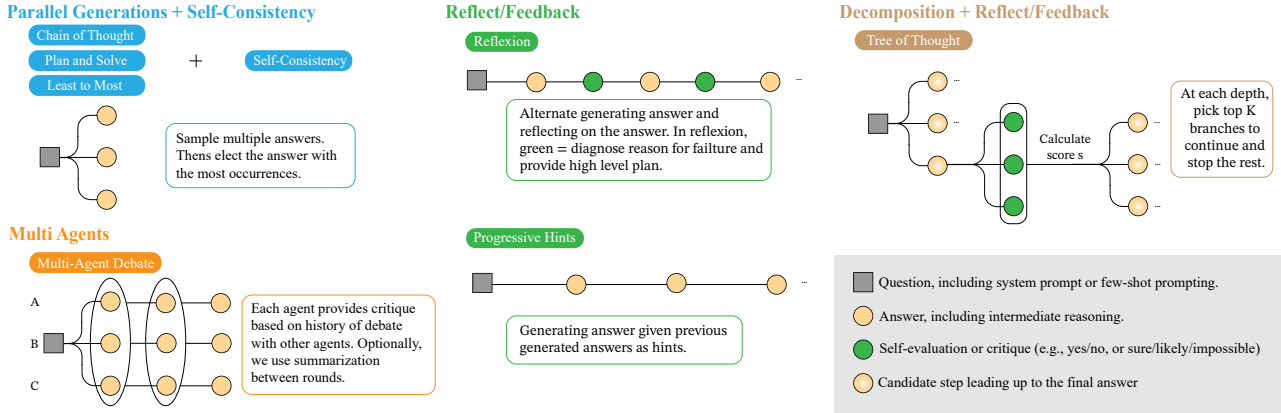 Parallel Generations + Self-Consistency
Chain of Thought
Plan and Solve
+
Self-Consistency
Least to Most
Sample multiple answers.
Thens elect the answer with
the most occurrences.
Multi Agents
Multi-Agent Debate
A
B
C
Each agent provides critique
based on history of debate
with other agents. Optionally,
we use summarization
between rounds.
Reflect/Feedback
Reflexion
...
Alternate generating answer and
reflecting on the answer. In reflexion,
green = diagnose reason for failture and
provide high level plan.
Progressive Hints
...
Generating answer given previous
generated answers as hints.
Decomposition + Reflect/Feedback
Tree of Thought
...
...
Calculate
score s
...
...
...
At each depth,
pick top K
branches to
continue and
stop the rest.
Question, including system prompt or few-shot prompting.
Answer, including intermediate reasoning.
Self-evaluation or critique (e.g., yes/no, or sure/likely/impossible)
Candidate step leading up to the final answer